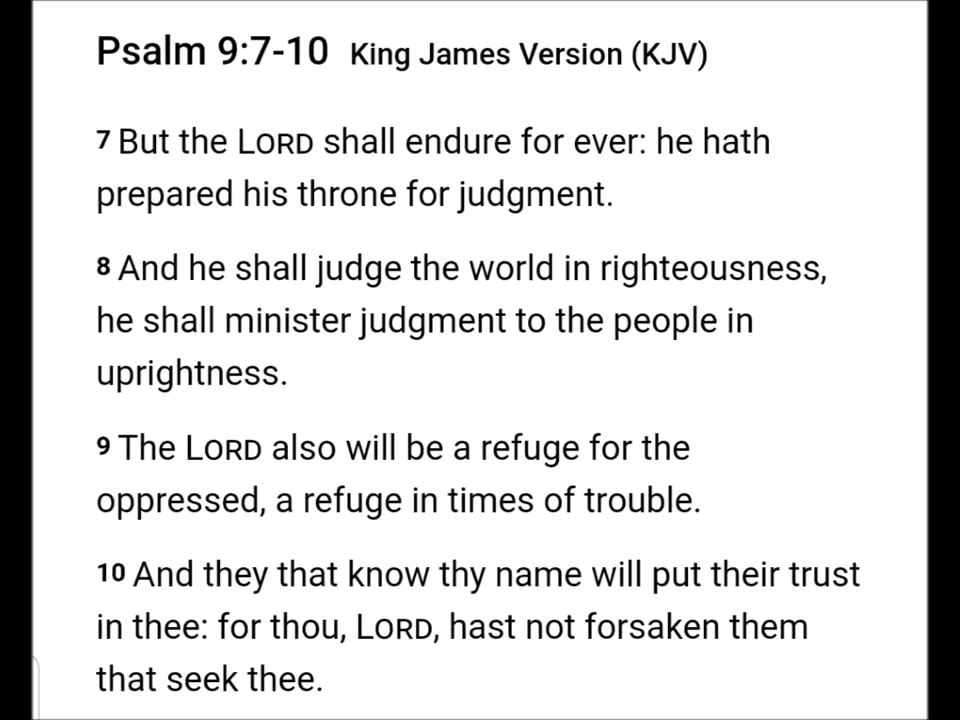 Psalm 9:7-10 King James Version (KJV)
7 But the LORD shall endure for ever: he hath
prepared his throne for judgment.
8 And he shall judge the world in righteousness,
he shall minister judgment to the people in
uprightness.
9 The LORD also will be a refuge for the
oppressed, a refuge in times of trouble.
10 And they that know thy name will put their trust
in thee: for thou, LORD, hast not forsaken them
that seek thee.